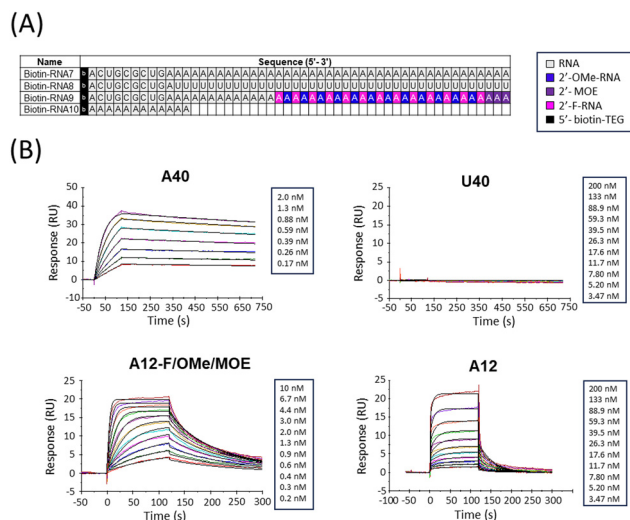 (A)
Name Sequence (5'- 3')
Biotin-RNA7 b
Biotin-RNA8 b
Biotin-RNA9 b
Biotin-RNA10 b A A A A A A A A A A A A
RNA
2'-OMe-RNA
2'- MOE
2'-F-RNA
5'- biotin-TEG
(B)
A40
Response (RU)
50
40
30
20
10
0
-10
-50 50 150 250 350 450 550 650 750
Time (s)
2.0 nM
1.3 nM
0.88 nM
0.59 nM
0.39 nM
0.26 nM
0.17 nM
U40
Response (RU)
25
20
15
10
5
0
-5
-50 50 150 250 350 450 550 650 750
Time (s)
200 nM
133 nM
88.9 nM
59.3 nM
39.5 nM
26.3 nM
17.6 nM
11.7 nM
7.80 nM
5.20 nM
3.47 nM
A12-F/OMe/MOE
Response (RU)
25
20
15
10
5
0
-5
-50 0 50 100 150 200 250 300
Time (s)
10 nM
6.7 nM
4.4 nM
3.0 nM
2.0 nM
1.3 nM
0.9 nM
0.6 nM
0.4 nM
0.3 nM
0.2 nM
A12
Response (RU)
25
20
15
10
5
0
-5
-100 -50 0 50 100 150 200 250 300
Time (s)
200 nM
133 nM
88.9 nM
59.3 nM
39.5 nM
26.3 nM
17.6 nM
11.7 nM
7.80 nM
5.20 nM
3.47 nM